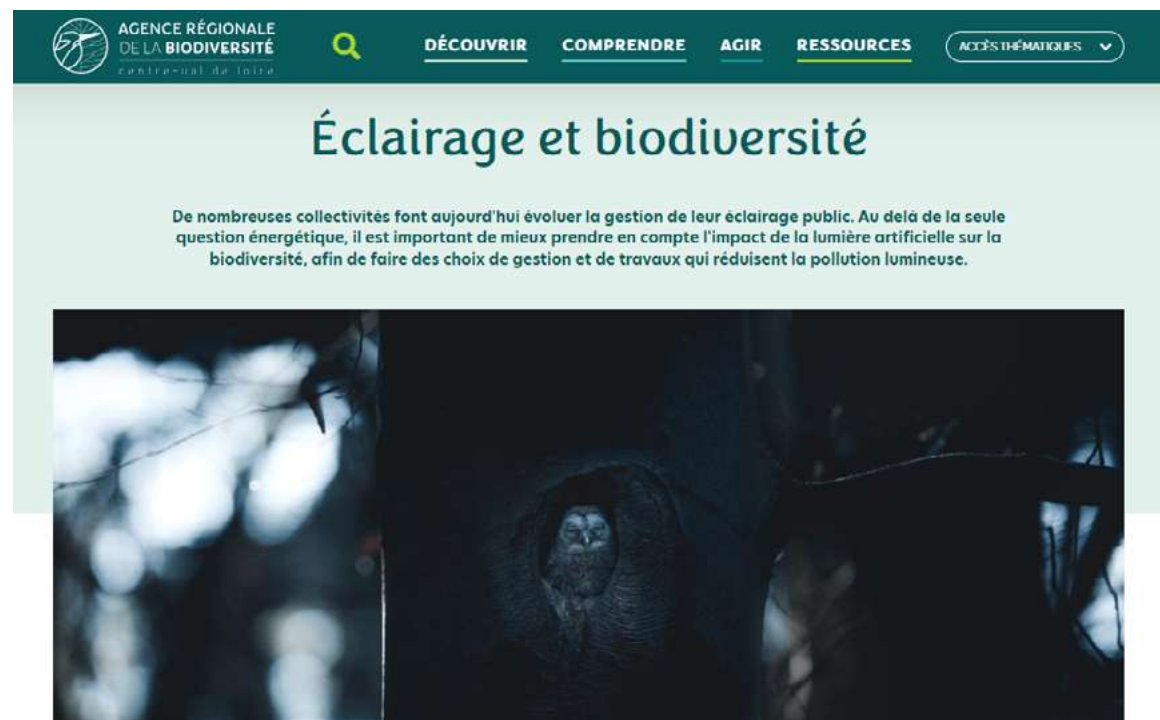 AGENCE RÉGIONALE
DE LA BIODIVERSITÉ
centre-val de loire
DÉCOUVRIR COMPRENDRE AGIR RESSOURCES ACCÈS THÉMATIQUES
Éclairage et biodiversité
De nombreuses collectivités font aujourd'hui évoluer la gestion de leur éclairage public. Au delà de la seule
question énergétique, il est important de mieux prendre en compte l'impact de la lumière artificielle sur la
biodiversité, afin de faire des choix de gestion et de travaux qui réduisent la pollution lumineuse.